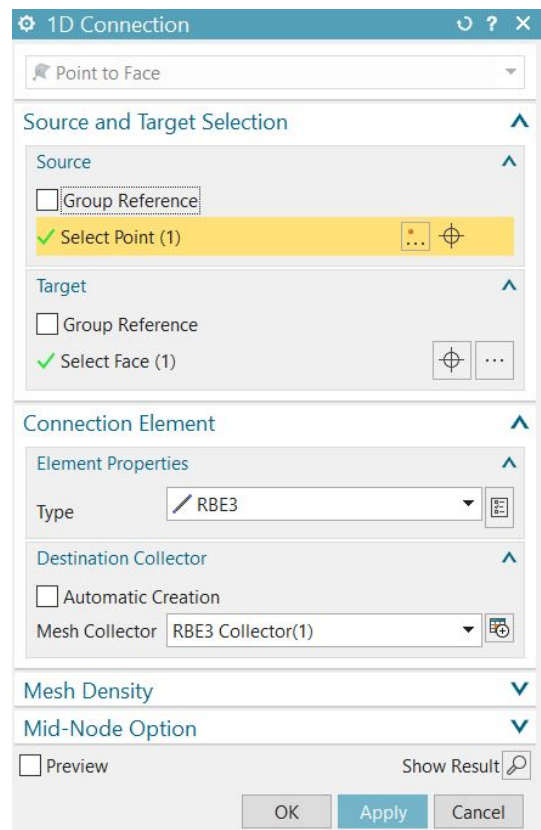 1D Connection
Point to Face
Source and Target Selection
Source
Group Reference
Select Point (1)
Target
Group Reference
Select Face (1)
Connection Element
Element Properties
Type RBE3
Destination Collector
Automatic Creation
Mesh Collector RBE3 Collector(1)
Mesh Density
Mid-Node Option
Preview Show Result
OK Apply Cancel